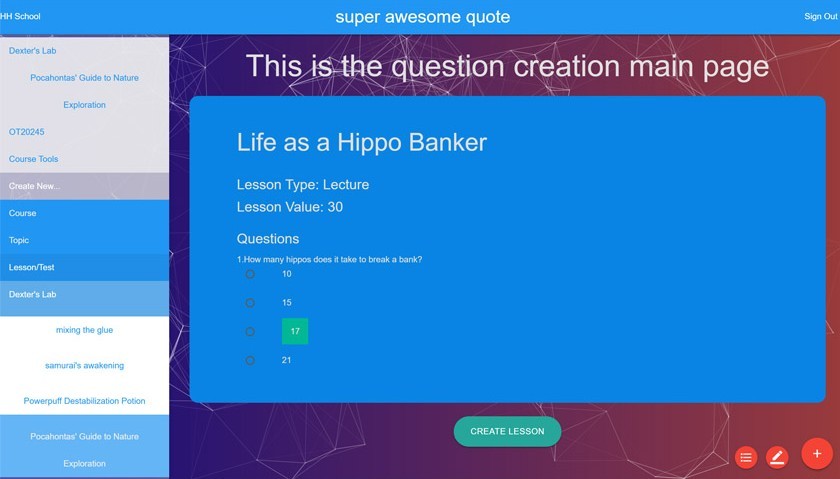 HH School
super awesome quote
Sign Out
Dexter's Lab
Pocahontas' Guide to Nature
Exploration
OT20245
Course Tools
Create New...
Course
Topic
Lesson/Test
Dexter's Lab
mixing the glue
samurai's awakening
Powerpuff Destabilization Potion
Pocahontas' Guide to Nature
Exploration
This is the question creation main page
Life as a Hippo Banker
Lesson Type: Lecture
Lesson Value: 30
Questions
1.How many hippos does it take to break a bank?
10
15
17
21
CREATE LESSON
+